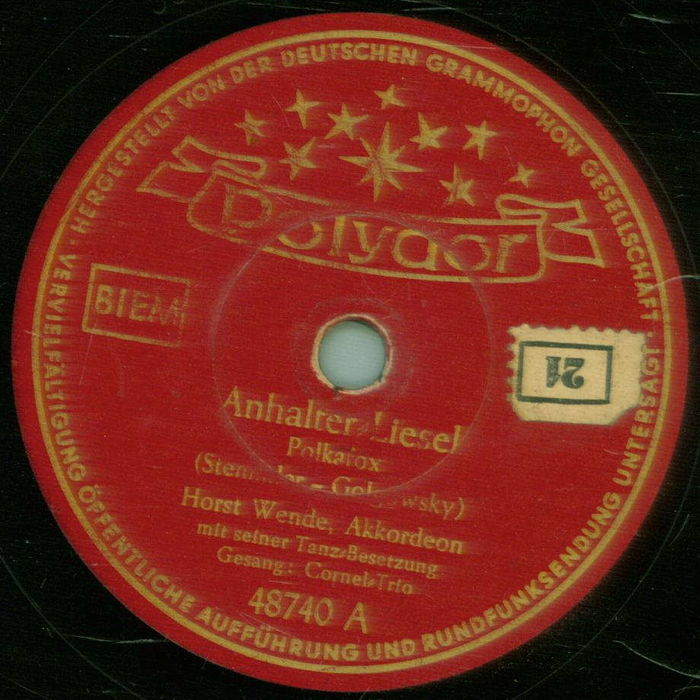 HERGESTELLT VON DER DEUTSCHEN GRAMMOPHON GESELLSCHAFT ·
Polydor
BIEM
21
Anhalter-Liesel
Polkafox
Horst Wende, Akkordeon
mit seiner Tanz-Besetzung
Gesang: Cornel-Trio
48740 A
VERVIELFÄLTIGUNG ÖFFENTLICHE AUFFÜHRUNG UND RUNDFUNKSENDUNG UNTERSAGT ·